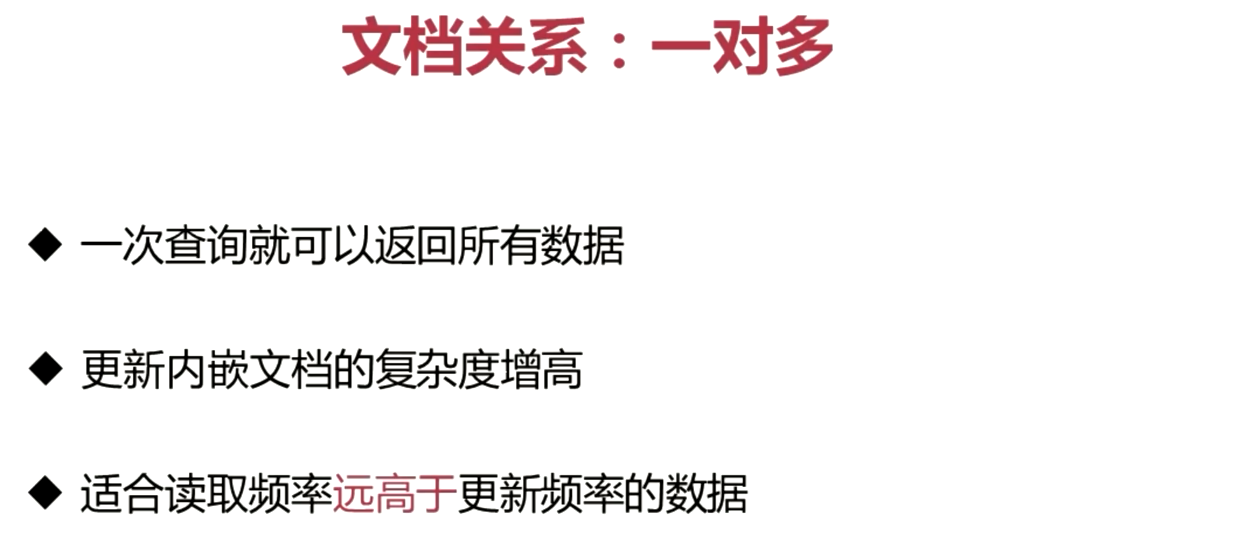 文档关系：一对多
◆ 一次查询就可以返回所有数据
◆ 更新内嵌文档的复杂度增高
◆ 适合读取频率远高于更新频率的数据